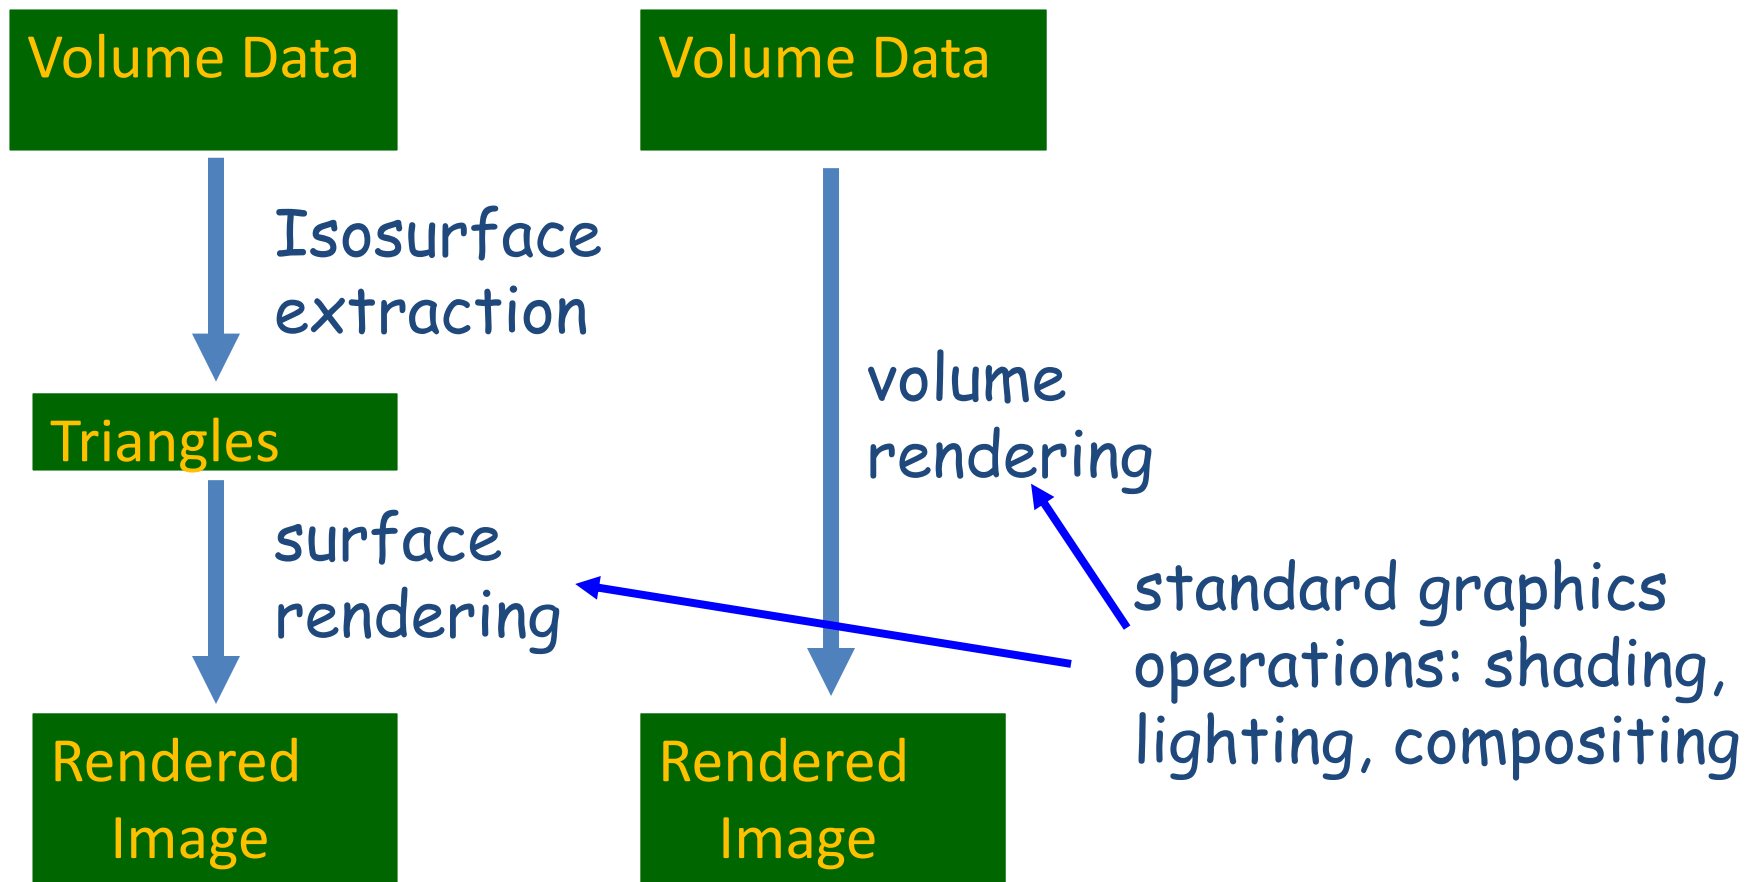 Volume Data
Isosurface
extraction
Triangles
surface
rendering
Rendered
Image
Volume Data
volume
rendering
Rendered
Image
standard graphics
operations: shading,
lighting, compositing